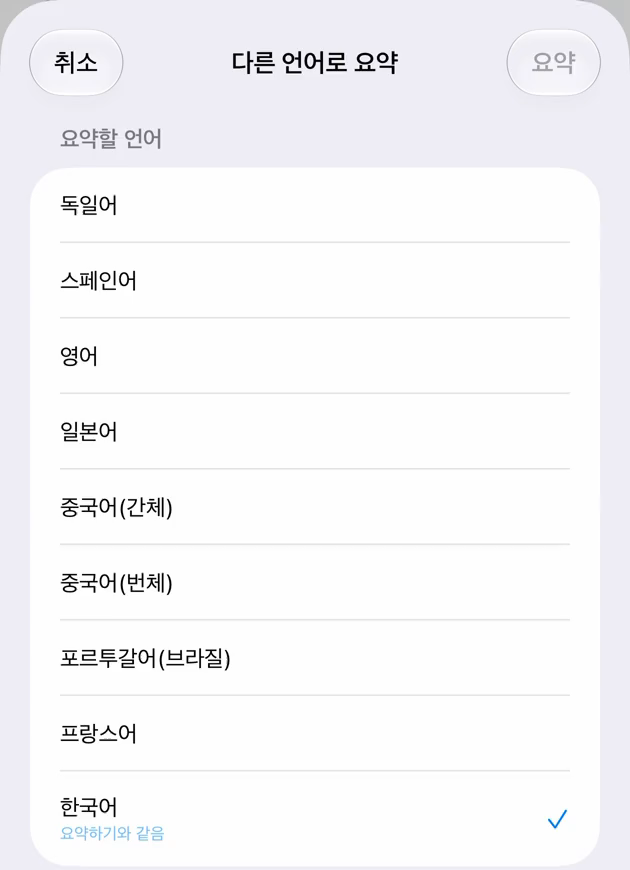 취소
다른 언어로 요약
요약
요약할 언어
독일어
스페인어
영어
일본어
중국어(간체)
중국어(번체)
포르투갈어(브라질)
프랑스어
한국어
요약하기와 같음